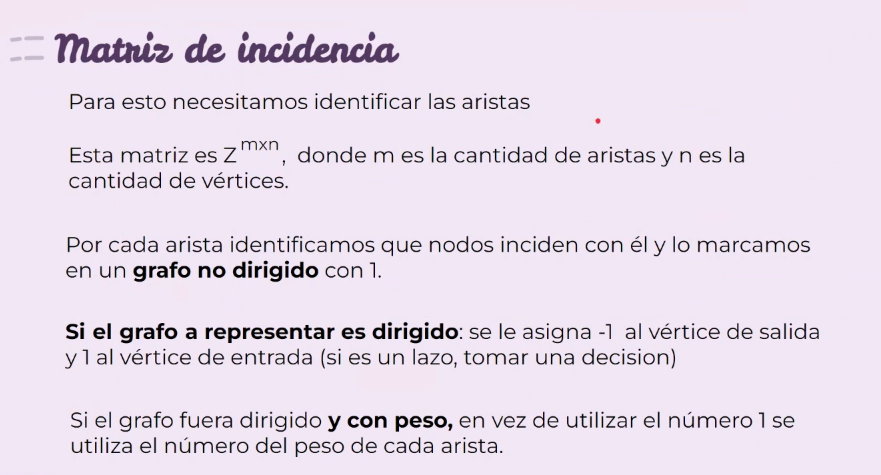 Matriz de incidencia
Para esto necesitamos identificar las aristas
Esta matriz es Z^mxn, donde m es la cantidad de aristas y n es la
cantidad de vértices.
Por cada arista identificamos que nodos inciden con él y lo marcamos
en un grafo no dirigido con 1.
Si el grafo a representar es dirigido: se le asigna -1 al vértice de salida
y 1 al vértice de entrada (si es un lazo, tomar una decision)
Si el grafo fuera dirigido y con peso, en vez de utilizar el número 1 se
utiliza el número del peso de cada arista.